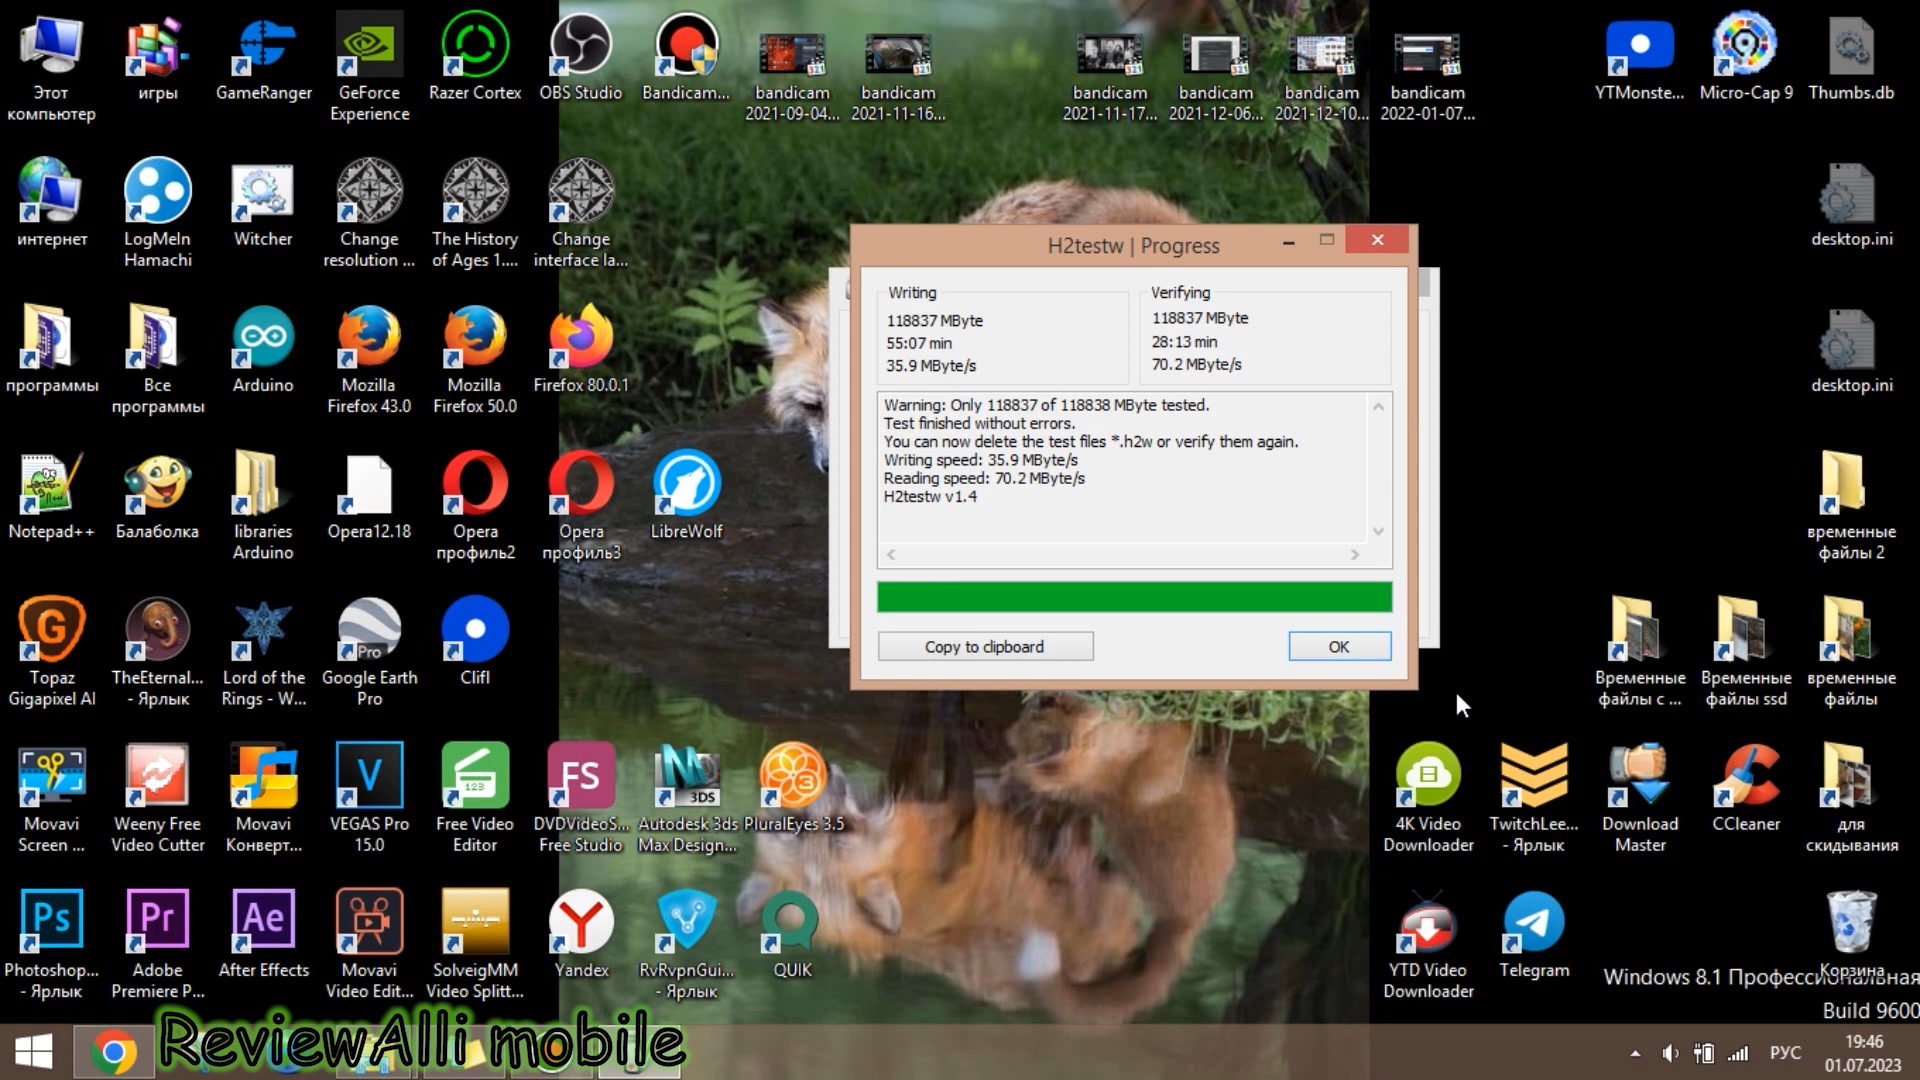 Этот компьютер
игры
GameRanger
GeForce Experience
Razer Cortex
OBS Studio
Bandicam...
bandicam 2021-09-04...
bandicam 2021-11-16...
bandicam 2021-11-17...
bandicam 2021-12-06...
bandicam 2021-12-10...
bandicam 2022-01-07...
YTMonste...
Micro-Cap 9
Thumbs.db
интернет
LogMeIn Hamachi
Witcher
Change resolution ...
The History of Ages 1....
Change interface la...
desktop.ini
H2testw | Progress
Writing
118837 MByte
55:07 min
35.9 MByte/s
Verifying
118837 MByte
28:13 min
70.2 MByte/s
Warning: Only 118837 of 118838 MByte tested.
Test finished without errors.
You can now delete the test files *.h2w or verify them again.
Writing speed: 35.9 MByte/s
Reading speed: 70.2 MByte/s
H2testw v1.4
Copy to clipboard
OK
программы
Все программы
Arduino
Mozilla Firefox 43.0
Mozilla Firefox 50.0
Firefox 80.0.1
desktop.ini
Notepad++
Балаболка
libraries Arduino
Opera12.18
Opera профиль2
Opera профиль3
LibreWolf
временные файлы 2
Topaz Gigapixel AI
TheEternal... - Ярлык
Lord of the Rings - W...
Pro
Google Earth Pro
Clifl
Временные файлы с ...
Временные файлы ssd
временные файлы
Movavi Screen ...
Weeny Free Video Cutter
Movavi Конверт...
VEGAS Pro 15.0
Free Video Editor
FS
DVDVideoS... Free Studio
3DS
Autodesk 3ds Max Design...
PluralEyes 3.5
4K Video Downloader
TwitchLee... - Ярлык
Download Master
CCleaner
для скидывания
Ps
Photoshop... - Ярлык
Pr
Adobe Premiere P...
Ae
After Effects
Movavi Video Edit...
SolveigMM Video Splitt...
Yandex
RvRvpnGui... - Ярлык
QUIK
YTD Video Downloader
Telegram
Корзина
Windows 8.1 Профессиональная
Build 9600
ReviewAlli mobile
РУС
19:46
01.07.2023